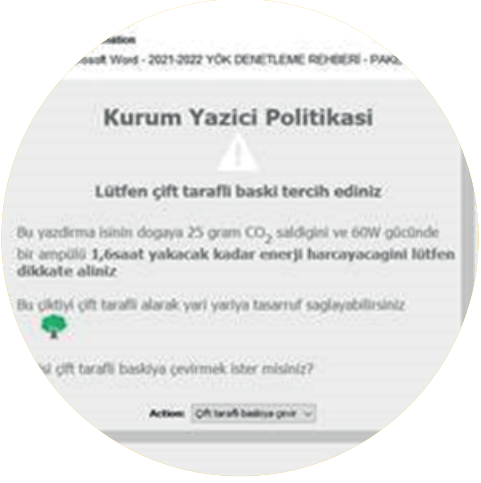 osoft Word - 2021-2022 YÖK DENETLEME REHBERİ - PAK
Kurum Yazici Politikasi
Lütfen çift tarafli baski tercih ediniz
Bu yazdirma isinin dogaya 25 gram CO₂ saldigini ve 60W gücünde
bir ampülü 1,6saat yakacak kadar enerji harcayacagini lütfen
dikkate aliniz
Bu çiktiyi çift tarafli alarak yari yariya tasarruf saglayabilirsiniz
si çift tarafli baskiya çevirmek ister misiniz?
Action: Çift tarafli baskiya çevir